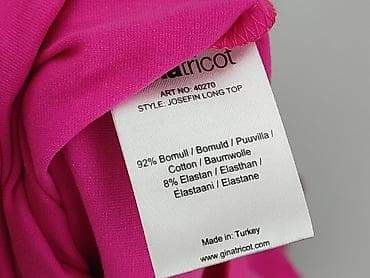 ginatricot
ART NO: 40270
STYLE: JOSEFIN LONG TOP
92% Bomull / Bomuld / Puuvilla /
Cotton / Baumwolle
8% Elastan / Elasthan /
Elastaani / Elastane
Made in: Turkey
www.ginatricot.com